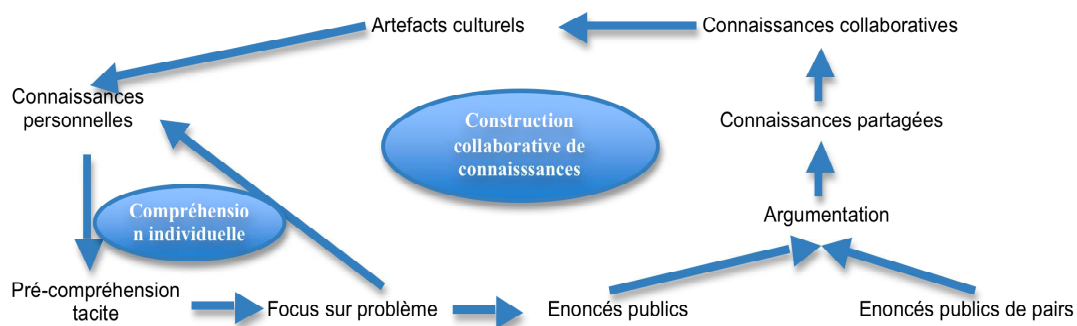 Artefacts culturels
Connaissances collaboratives
Connaissances
personnelles
Construction
collaborative de
connaisssances
Connaissances partagées
Compréhensio
n individuelle
Argumentation
Pré-compréhension
tacite
Focus sur problème
Enoncés publics
Enoncés publics de pairs